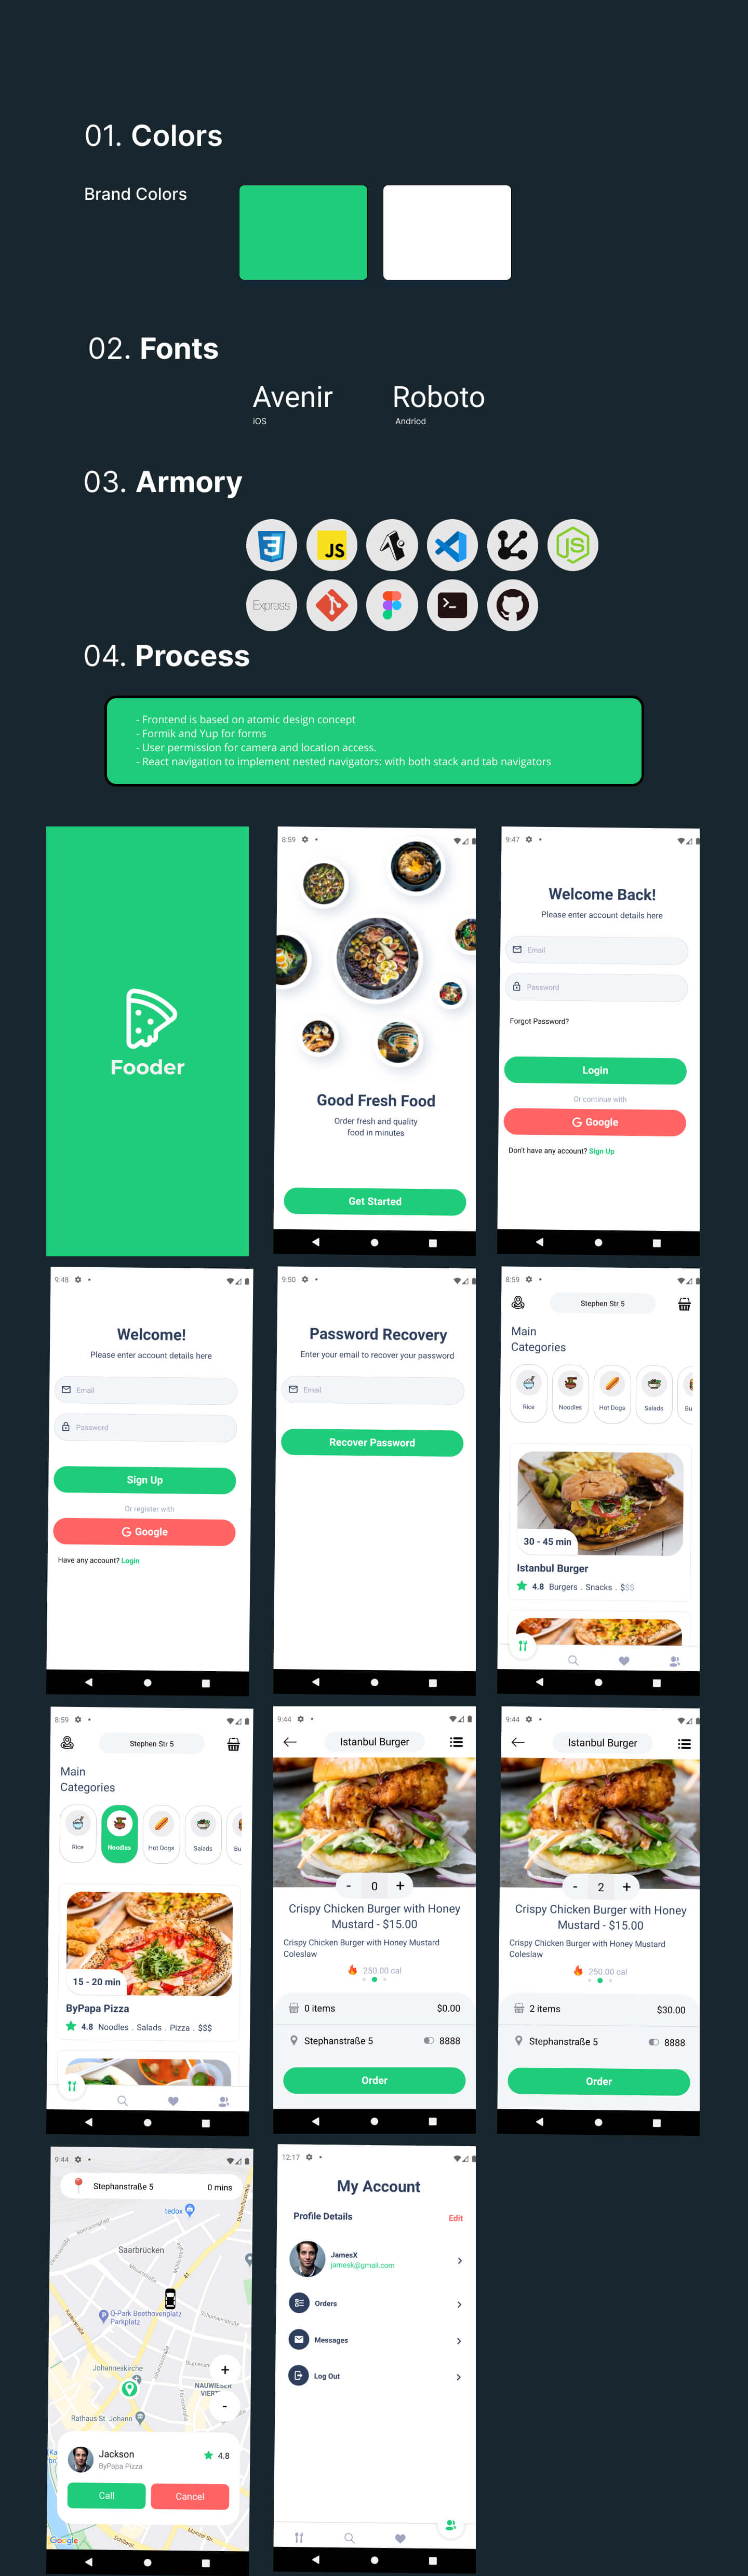 01. Colors
Brand Colors
02. Fonts
Avenir
iOS
Roboto
Andriod
03. Armory
JS
JS
Express
04. Process
- Frontend is based on atomic design concept
- Formik and Yup for forms
- User permission for camera and location access.
- React navigation to implement nested navigators: with both stack and tab navigators
Fooder
8:59
Good Fresh Food
Order fresh and quality
food in minutes
Get Started
9:47
Welcome Back!
Please enter account details here
Email
Password
Forgot Password?
Login
Or continue with
G Google
Don't have any account? Sign Up
9:48
Welcome!
Please enter account details here
Email
Password
Sign Up
Or register with
G Google
Have any account? Login
9:50
Password Recovery
Enter your email to recover your password
Email
Recover Password
8:59
Stephen Str 5
Main
Categories
Rice
Noodles
Hot Dogs
Salads
Bu
30 - 45 min
Istanbul Burger
4.8 Burgers . Snacks . $$$
8:59
Stephen Str 5
Main
Categories
Rice
Noodles
Hot Dogs
Salads
Bu
15 - 20 min
ByPapa Pizza
4.8 Noodles . Salads . Pizza . $$$
9:44
Istanbul Burger
- 0 +
Crispy Chicken Burger with Honey
Mustard - $15.00
Crispy Chicken Burger with Honey Mustard
Coleslaw
250.00 cal
0 items $0.00
Stephanstraße 5 8888
Order
9:44
Istanbul Burger
- 2 +
Crispy Chicken Burger with Honey
Mustard - $15.00
Crispy Chicken Burger with Honey Mustard
Coleslaw
250.00 cal
2 items $30.00
Stephanstraße 5 8888
Order
9:44
Stephanstraße 5 0 mins
tedox
Saarbrücken
41
Q-Park Beethovenplatz
Parkplatz
Johanneskirche
+
NAUWIESER
-
Rathaus St. Johann
Jackson
4.8
ByPapa Pizza
Call
Cancel
Google
Mainzer Str.
12:17
My Account
Profile Details
Edit
JamesX
jamesk@gmail.com
Orders
Messages
Log Out